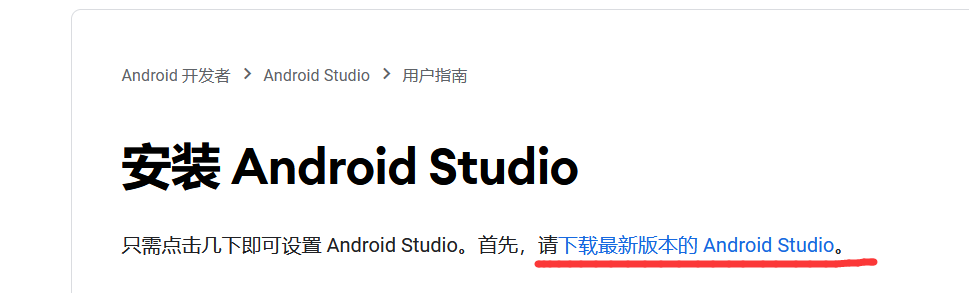 Android 开发者 > Android Studio > 用户指南
安装 Android Studio
只需点击几下即可设置 Android Studio。首先，请下载最新版本的 Android Studio。